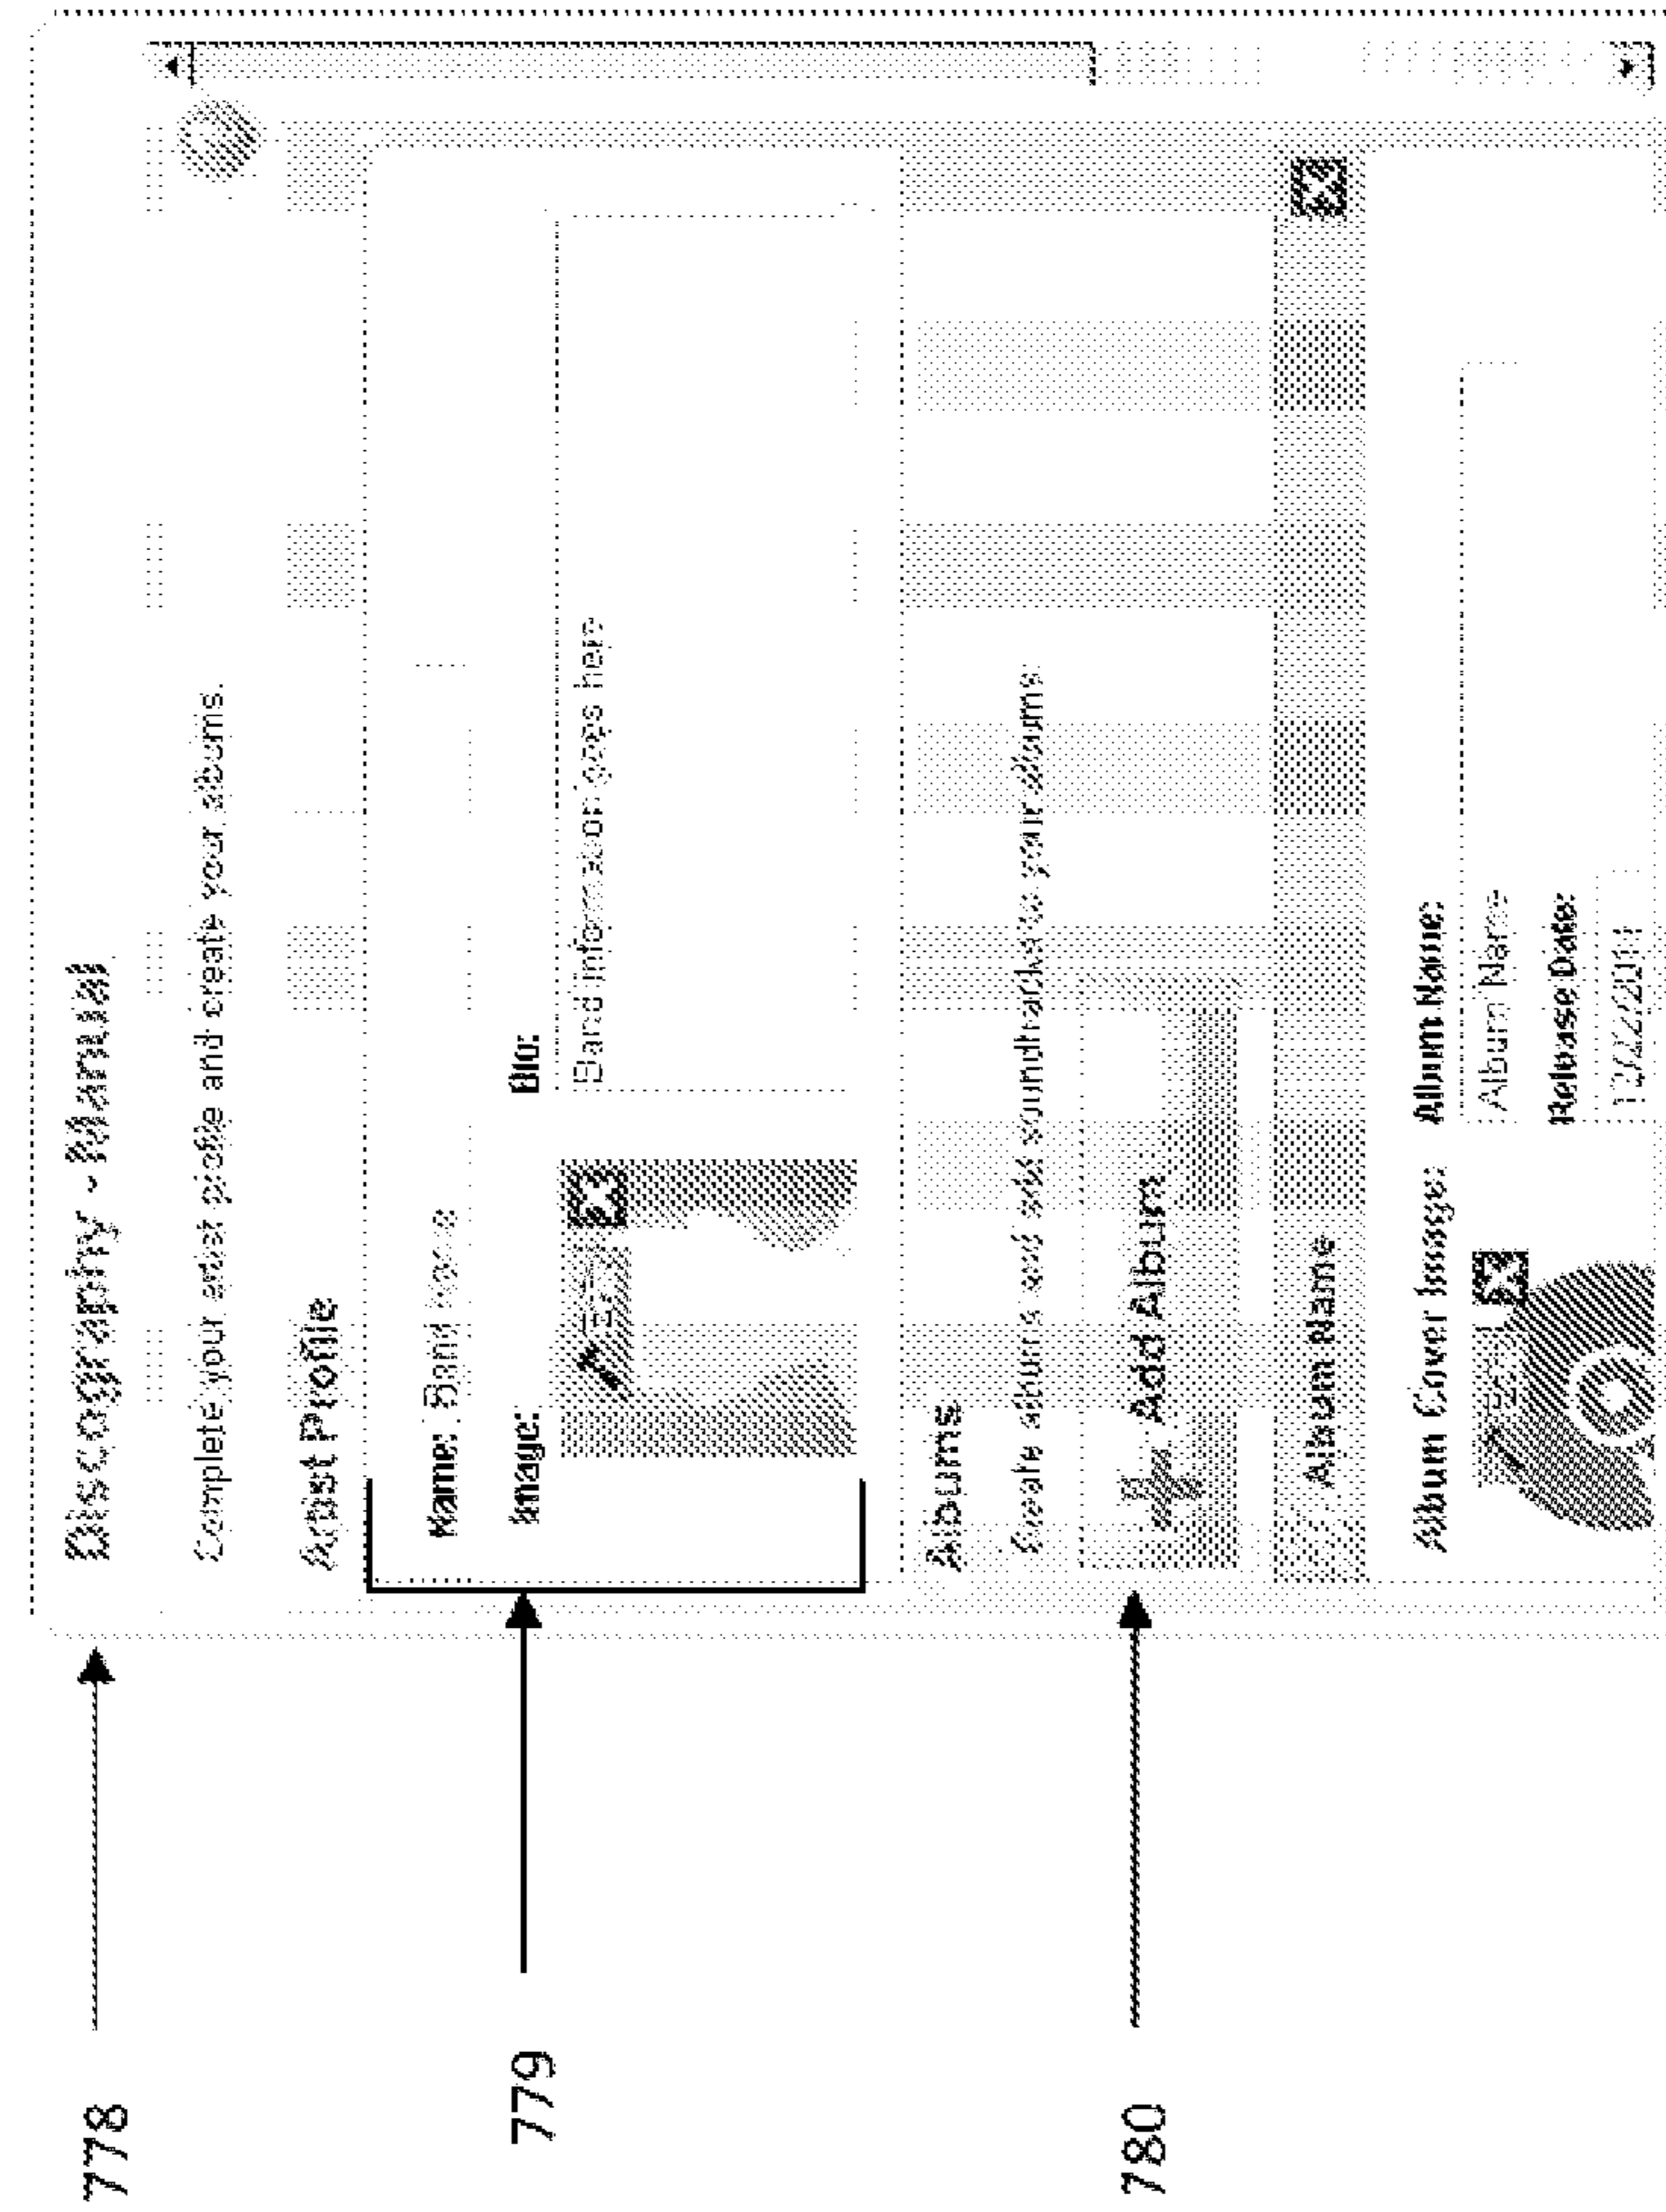 778
Discography - Manual
Complete your artist profile and create your albums.
Artist Profile
779
Name: Band
Image:
Bio:
Band information goes here
Albums
Create albums and add soundtracks to your albums
780
Add Album
Album Name
Album Cover Image:
Album Name:
Album Name
Release Date: